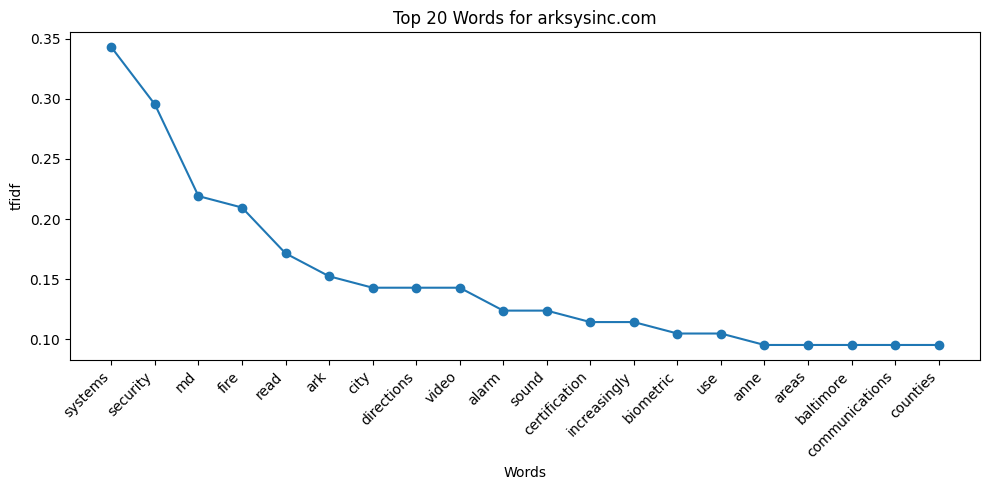 Top 20 Words for arksysinc.com
tfidf
0.35
0.30
0.25
0.20
0.15
0.10
systems
security
md
fire
read
ark
city
directions
video
alarm
sound
certification
increasingly
biometric
use
anne
areas
baltimore
communications
counties
Words